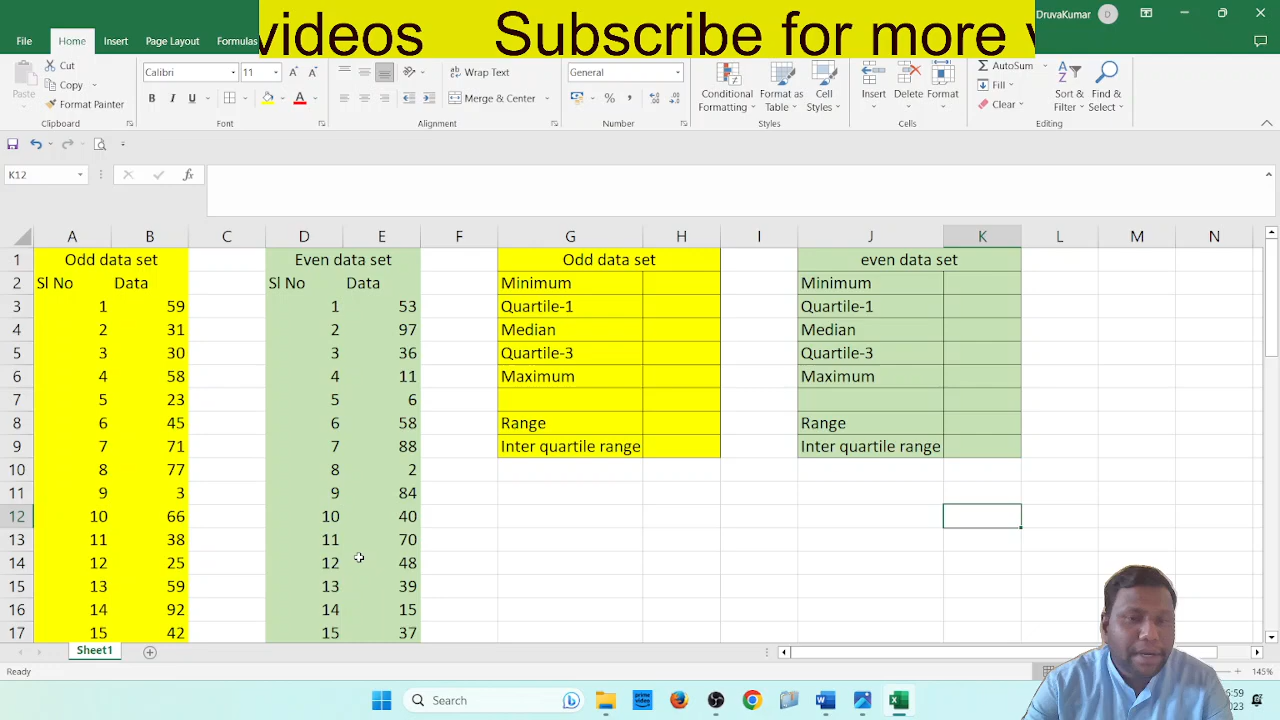 videos Subscribe for more v
DruvaKumar D
File Home Insert Page Layout Formulas
Cut
Copy
Format Painter
Paste
Calibri 11
Wrap Text
Merge & Center
General
Conditional Formatting
Format as Table
Cell Styles
Insert Delete Format
AutoSum
Fill
Clear
Sort & Filter
Find & Select
Clipboard Font Alignment Number Styles Cells Editing
K12 fx
A B C D E F G H I J K L M N
1 Odd data set Even data set Odd data set even data set
2 Sl No Data Sl No Data Minimum Minimum
3 1 59 1 53 Quartile-1 Quartile-1
4 2 31 2 97 Median Median
5 3 30 3 36 Quartile-3 Quartile-3
6 4 58 4 11 Maximum Maximum
7 5 23 5 6
8 6 45 6 58 Range Range
9 7 71 7 88 Inter quartile range Inter quartile range
10 8 77 8 2
11 9 3 9 84
12 10 66 10 40
13 11 38 11 70
14 12 25 12 48
15 13 59 13 39
16 14 92 14 15
17 15 42 15 37
Sheet1
Ready 145%
Search
prime video